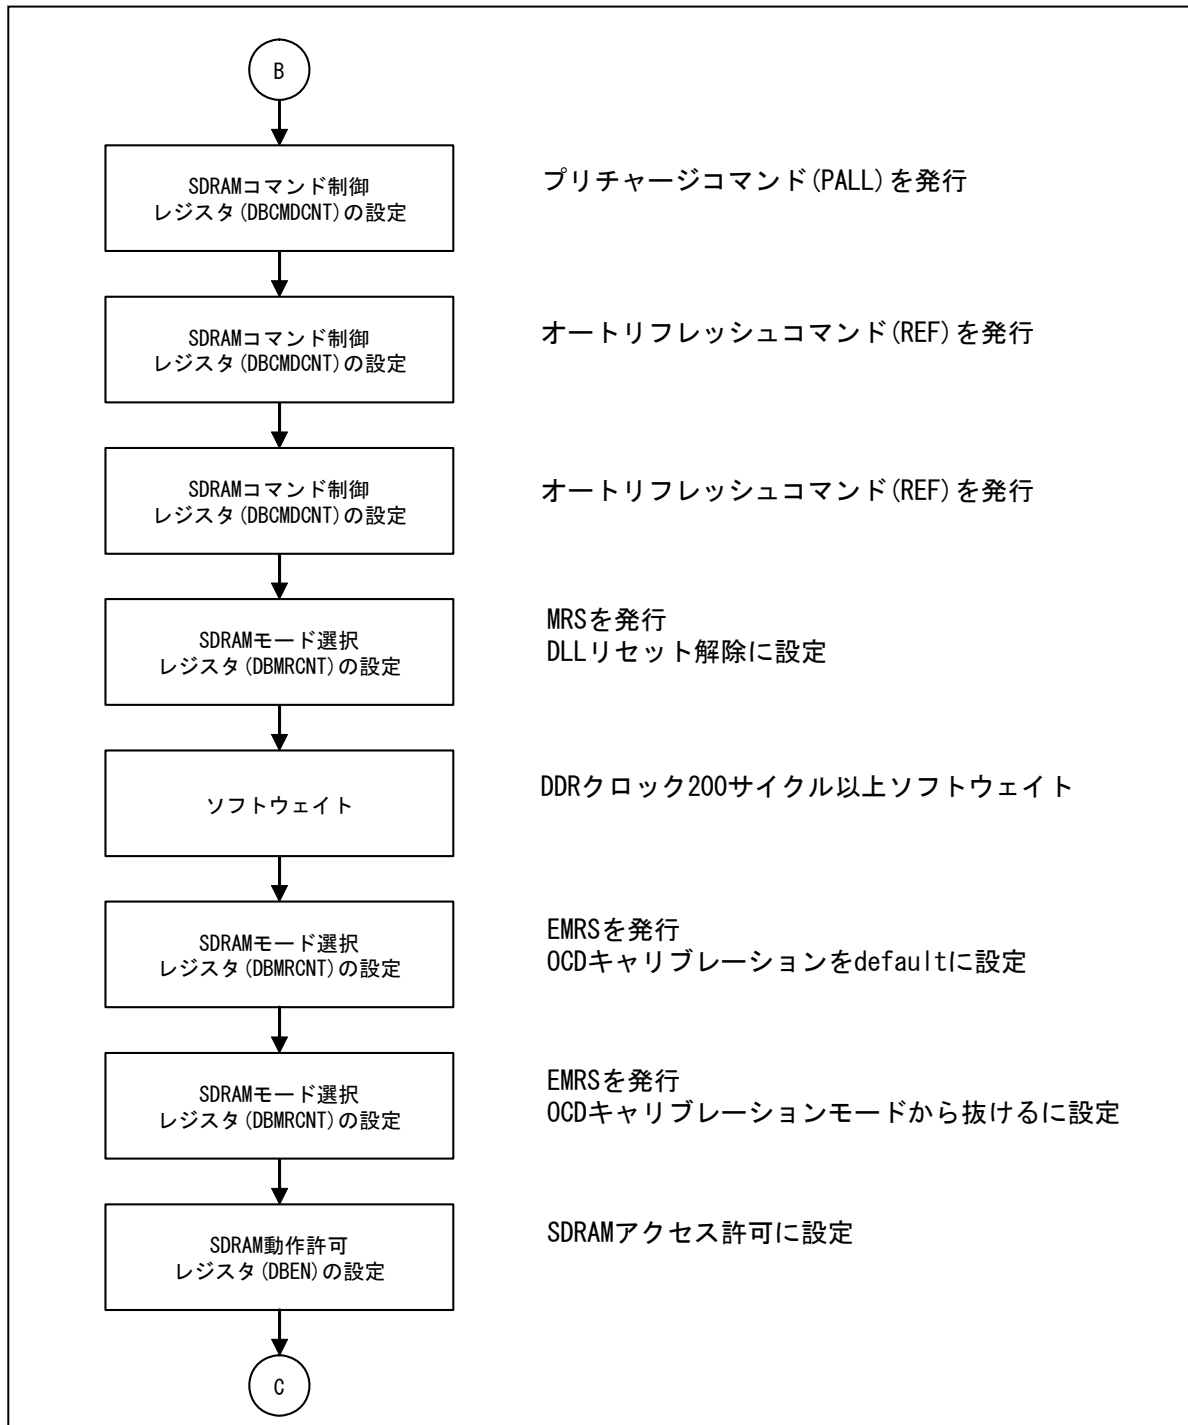 B
SDRAMコマンド制御
レジスタ(DBCMDCNT)の設定
プリチャージコマンド(PALL)を発行
SDRAMコマンド制御
レジスタ(DBCMDCNT)の設定
オートリフレッシュコマンド(REF)を発行
SDRAMコマンド制御
レジスタ(DBCMDCNT)の設定
オートリフレッシュコマンド(REF)を発行
SDRAMモード選択
レジスタ(DBMRCNT)の設定
MRSを発行
DLLリセット解除に設定
ソフトウェイト
DDRクロック200サイクル以上ソフトウェイト
SDRAMモード選択
レジスタ(DBMRCNT)の設定
EMRSを発行
OCDキャリブレーションをdefaultに設定
SDRAMモード選択
レジスタ(DBMRCNT)の設定
EMRSを発行
OCDキャリブレーションモードから抜けるに設定
SDRAM動作許可
レジスタ(DBEN)の設定
SDRAMアクセス許可に設定
C